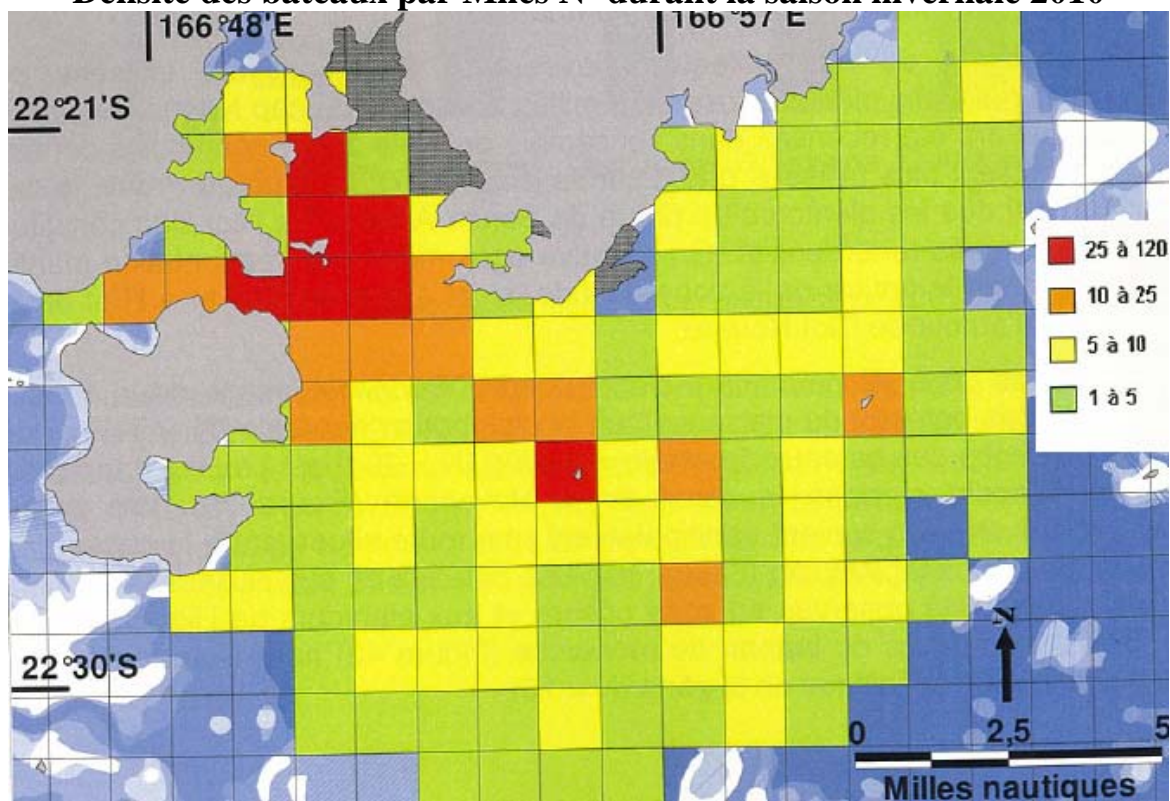 Densité des bateaux par Milles N² durant la saison hivernale 2010
166°48'E
166°57'E
22°21'S
25 à 120
10 à 25
5 à 10
1 à 5
22°30'S
N
0 2,5 5
Milles nautiques